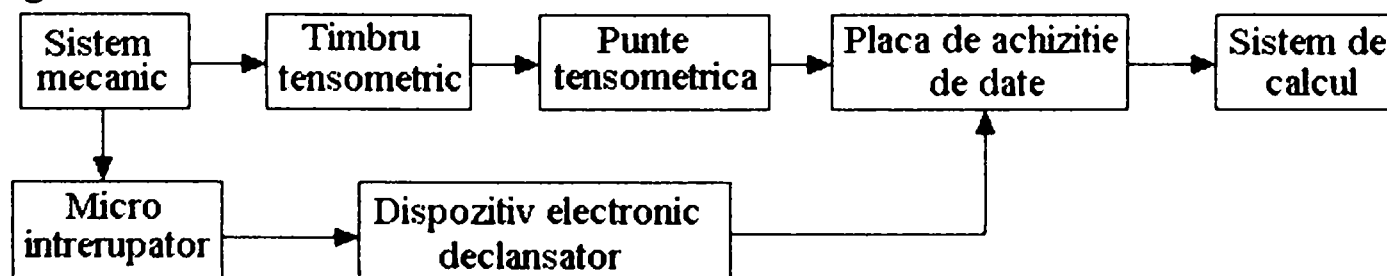 Sistem
mecanic
Timbru
tensometric
Punte
tensometrica
Placa de achizitie
de date
Sistem de
calcul
Micro
intrerupator
Dispozitiv electronic
declansator